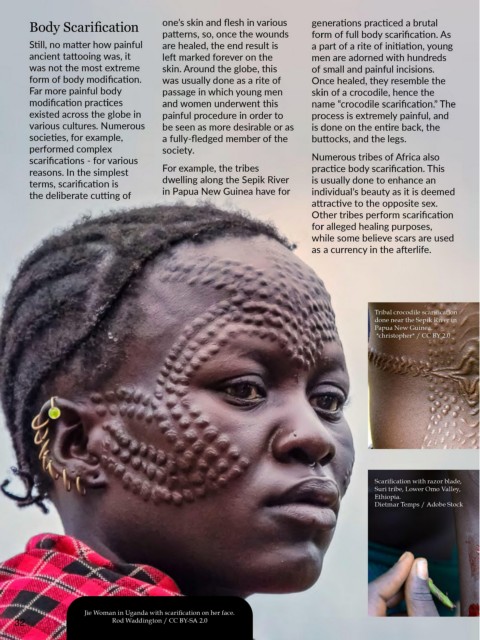 Body Scarification
Still, no matter how painful
ancient tattooing was, it
was not the most extreme
form of body modification.
Far more painful body
modification practices
existed across the globe in
various cultures. Numerous
societies, for example,
performed complex
scarifications - for various
reasons. In the simplest
terms, scarification is
the deliberate cutting of
one's skin and flesh in various
patterns, so, once the wounds
are healed, the end result is
left marked forever on the
skin. Around the globe, this
was usually done as a rite of
passage in which young men
and women underwent this
painful procedure in order to
be seen as more desirable or as
a fully-fledged member of the
society.
For example, the tribes
dwelling along the Sepik River
in Papua New Guinea have for
generations practiced a brutal
form of full body scarification. As
a part of a rite of initiation, young
men are adorned with hundreds
of small and painful incisions.
Once healed, they resemble the
skin of a crocodile, hence the
name “crocodile scarification.” The
process is extremely painful, and
is done on the entire back, the
buttocks, and the legs.
Numerous tribes of Africa also
practice body scarification. This
is usually done to enhance an
individual's beauty as it is deemed
attractive to the opposite sex.
Other tribes perform scarification
for alleged healing purposes,
while some believe scars are used
as a currency in the afterlife.
Tribal crocodile scarification
done near the Sepik River in
Papua New Guinea.
*christopher* / CC BY 2.0
Scarification with razor blade,
Suri tribe, Lower Omo Valley,
Ethiopia.
Dietmar Temps / Adobe Stock
Jie Woman in Uganda with scarification on her face.
Rod Waddington / CC BY-SA 2.0
32